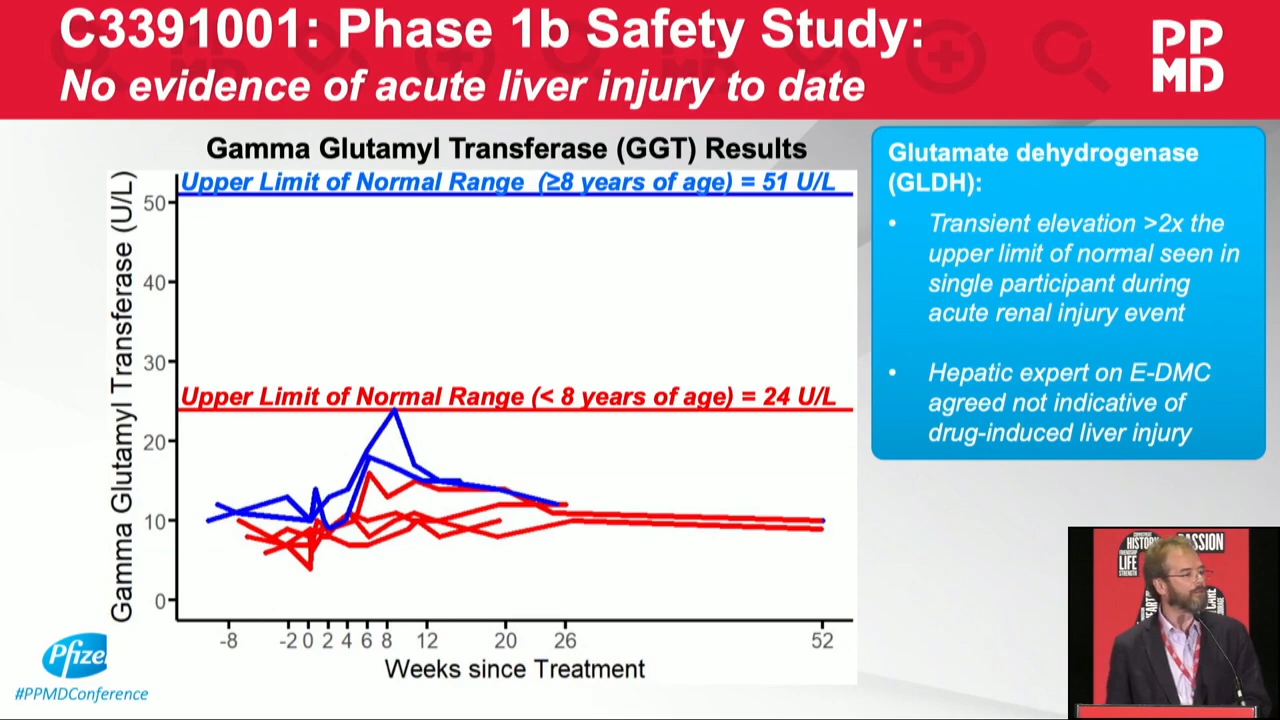 C3391001: Phase 1b Safety Study:
No evidence of acute liver injury to date
PP
MD
Gamma Glutamyl Transferase (GGT) Results
Upper Limit of Normal Range (≥8 years of age) = 51 U/L
Upper Limit of Normal Range (< 8 years of age) = 24 U/L
Gamma Glutamyl Transferase (U/L)
50
40
30
20
10
0
-8 -2 0 2 4 6 8 12 20 26 52
Weeks since Treatment
Glutamate dehydrogenase
(GLDH):
• Transient elevation >2x the
upper limit of normal seen in
single participant during
acute renal injury event
• Hepatic expert on E-DMC
agreed not indicative of
drug-induced liver injury
Pfizer
#PPMDConference
HISTORY
PASSION
LIFE
STRENGTH